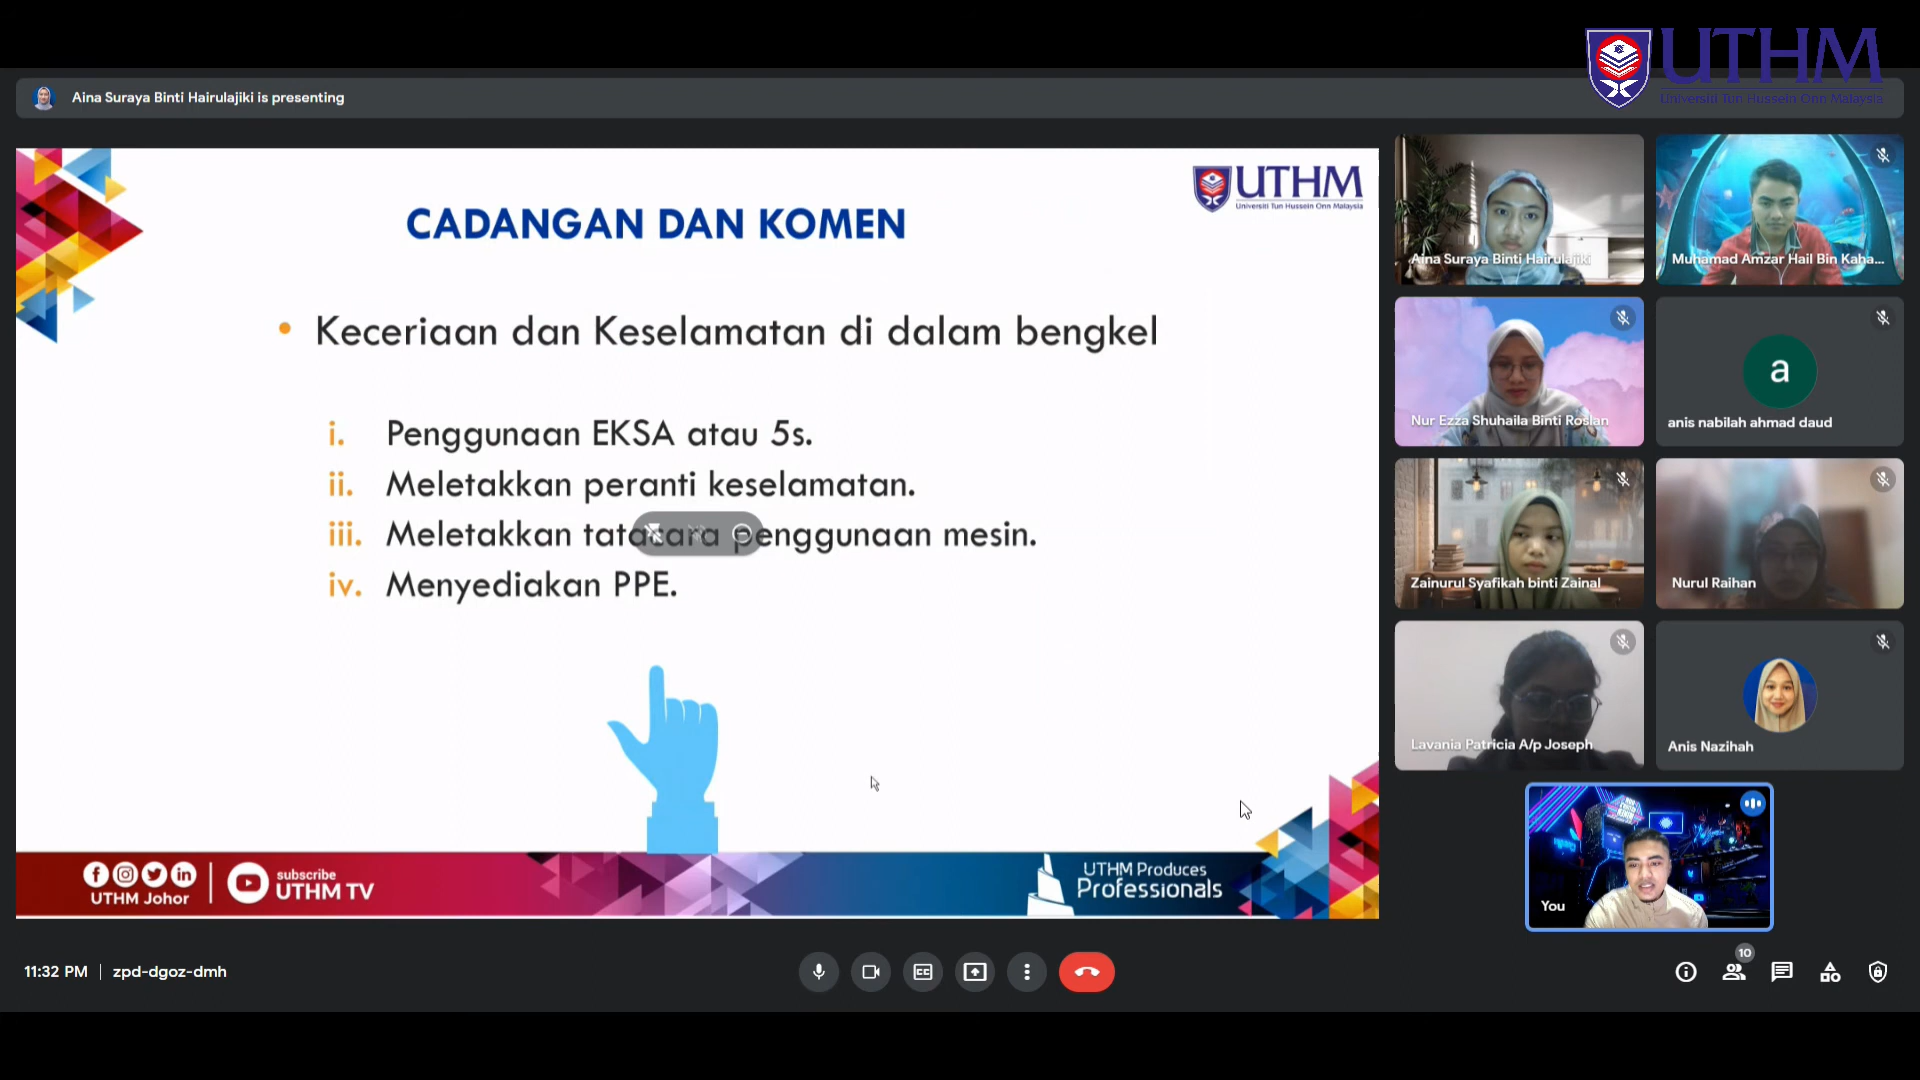 UTHM
Universiti Tun Hussein Onn Malaysia
Aina Suraya Binti Hairulajiki is presenting
UTHM
Universiti Tun Hussein Onn Malaysia
CADANGAN DAN KOMEN
• Keceriaan dan Keselamatan di dalam bengkel
i. Penggunaan EKSA atau 5s.
ii. Meletakkan peranti keselamatan.
iii. Meletakkan tatacara penggunaan mesin.
iv. Menyediakan PPE.
UTHM Johor
subscribe
UTHM TV
UTHM Produces
Professionals
Aina Suraya Binti Hairulajiki
Muhamad Amzar Hail Bin Kaha...
Nur Ezza Shuhaila Binti Roslan
a
anis nabilah ahmad daud
Zainurul Syafikah binti Zainal
Nurul Raihan
Lavania Patricia A/p Joseph
Anis Nazihah
You
11:32 PM | zpd-dgoz-dmh
10